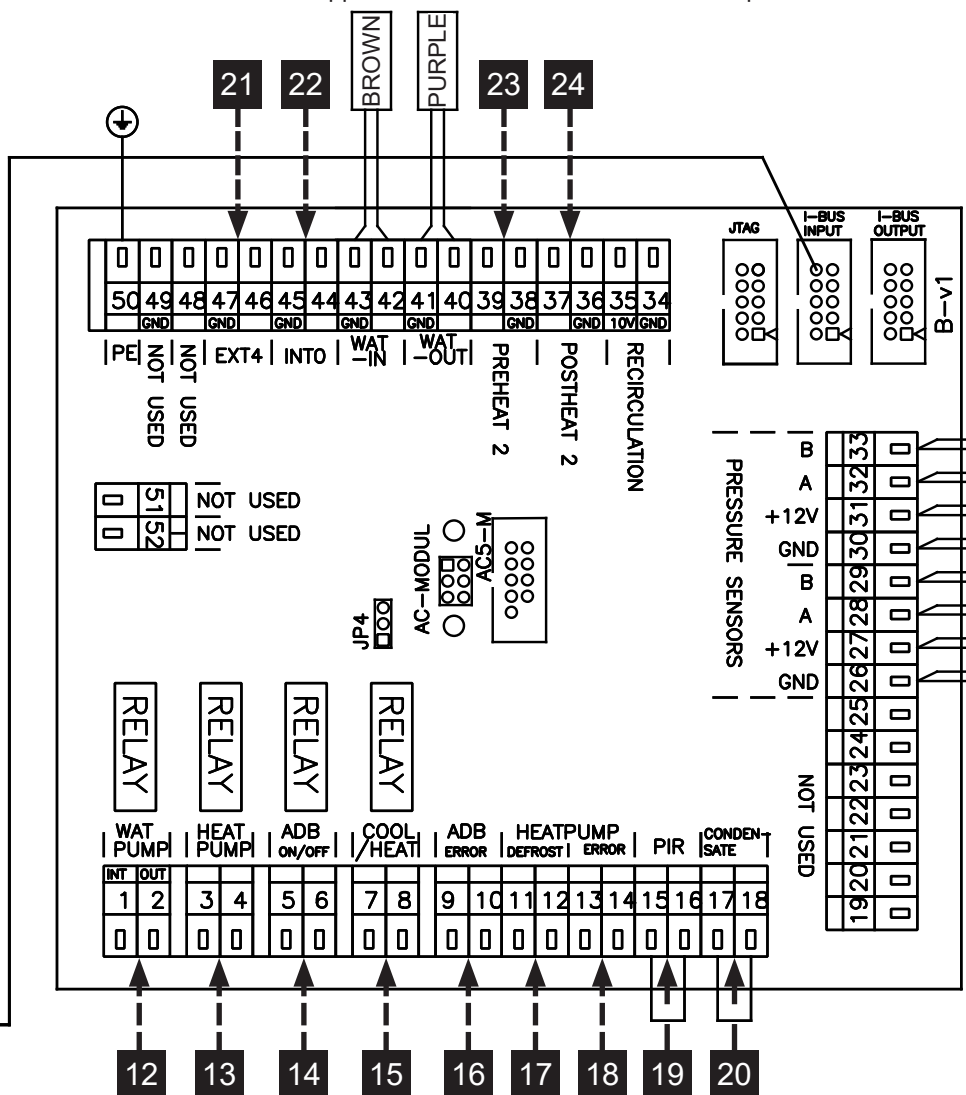 BROWN
PURPLE
21 22 23 24
JTAG
I-BUS
INPUT
I-BUS
OUTPUT
B-v1
50 49 48 47 46 45 44 43 42 41 40 39 38 37 36 35 34
GND GND GND GND GND GND GND 10V GND
PE
NOT USED
NOT USED
EXT4
INT0
WAT
-IN
WAT
-OUT
PREHEAT 2
POSTHEAT 2
RECIRCULATION
51 NOT USED
52 NOT USED
JP4
AC-MODUL
AC5-M
PRESSURE SENSORS
B 33
A 32
+12V 31
GND 30
B 29
A 28
+12V 27
GND 26
25
24
23
22
21
20
19
NOT USED
RELAY
RELAY
RELAY
RELAY
WAT
PUMP
HEAT
PUMP
ADB
ON/OFF
COOL
/HEAT
ADB
ERROR
HEATPUMP
DEFROST ERROR
PIR
CONDEN-
SATE
INT OUT
1 2 3 4 5 6 7 8 9 10 11 12 13 14 15 16 17 18
12 13 14 15 16 17 18 19 20